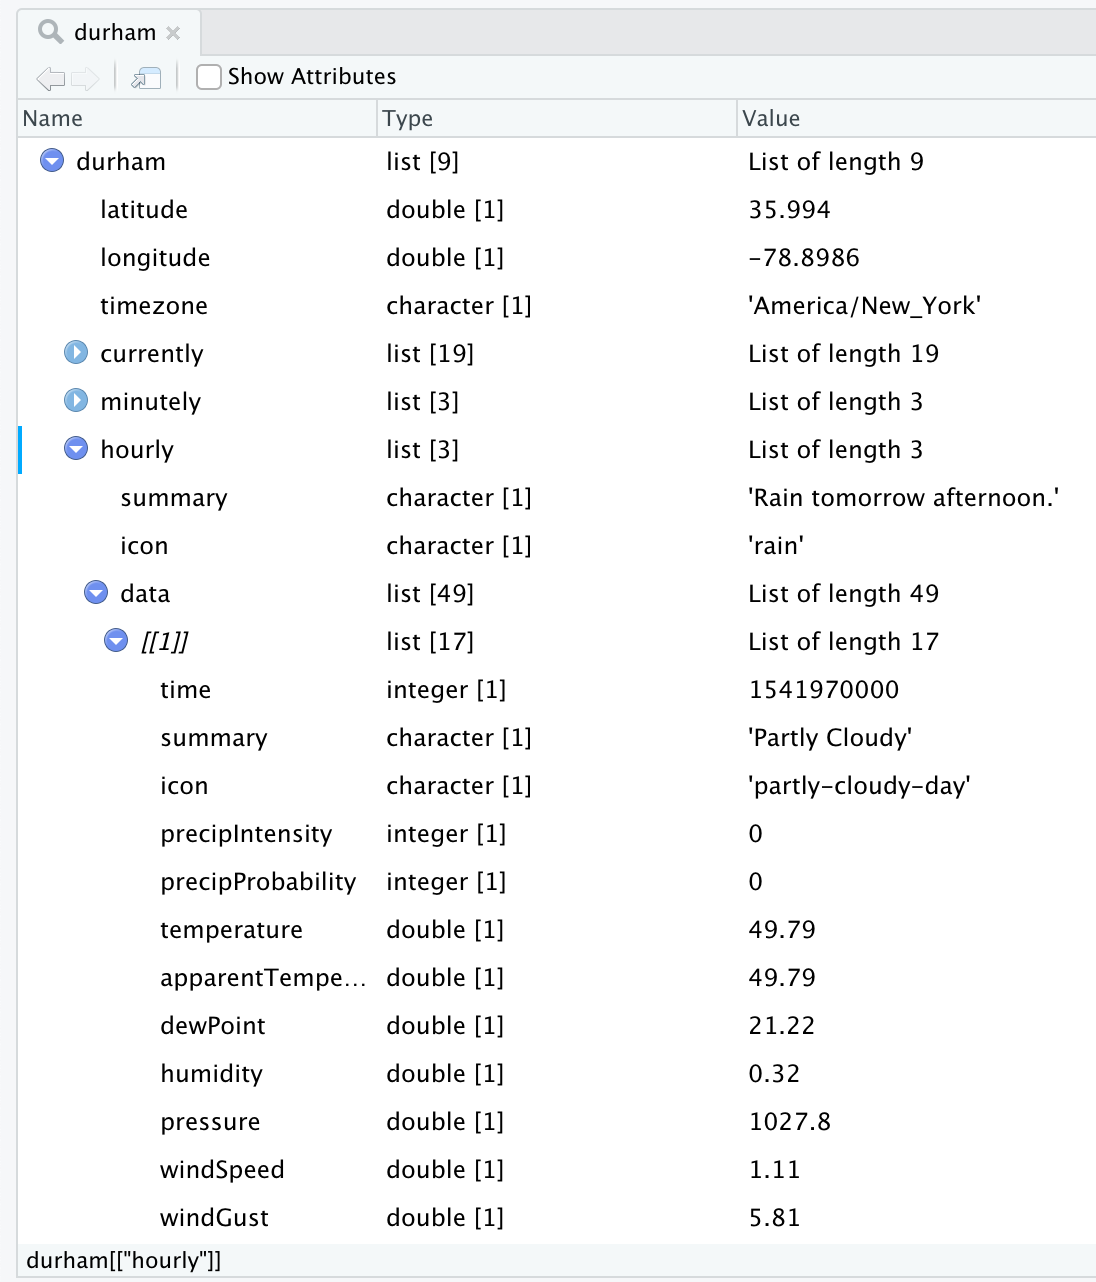 durham
Show Attributes
Name Type Value
durham list [9] List of length 9
latitude double [1] 35.994
longitude double [1] -78.8986
timezone character [1] 'America/New_York'
currently list [19] List of length 19
minutely list [3] List of length 3
hourly list [3] List of length 3
summary character [1] 'Rain tomorrow afternoon.'
icon character [1] 'rain'
data list [49] List of length 49
[[1]] list [17] List of length 17
time integer [1] 1541970000
summary character [1] 'Partly Cloudy'
icon character [1] 'partly-cloudy-day'
precipIntensity integer [1] 0
precipProbability integer [1] 0
temperature double [1] 49.79
apparentTempe... double [1] 49.79
dewPoint double [1] 21.22
humidity double [1] 0.32
pressure double [1] 1027.8
windSpeed double [1] 1.11
windGust double [1] 5.81
durham[["hourly"]]